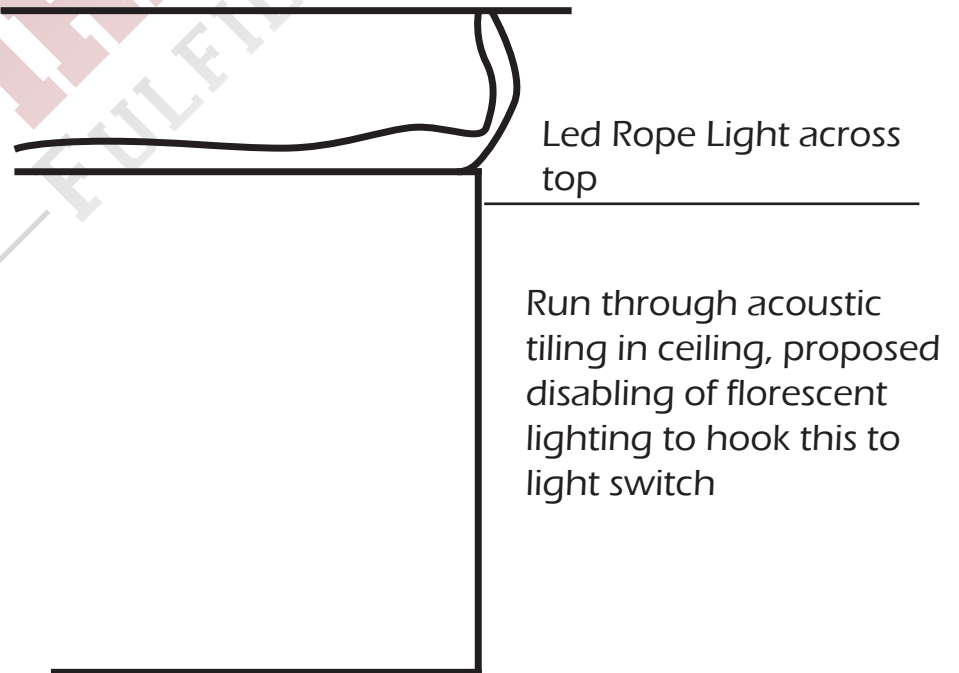 FULFI
Led Rope Light across
top
Run through acoustic
tiling in ceiling, proposed
disabling of florescent
lighting to hook this to
light switch